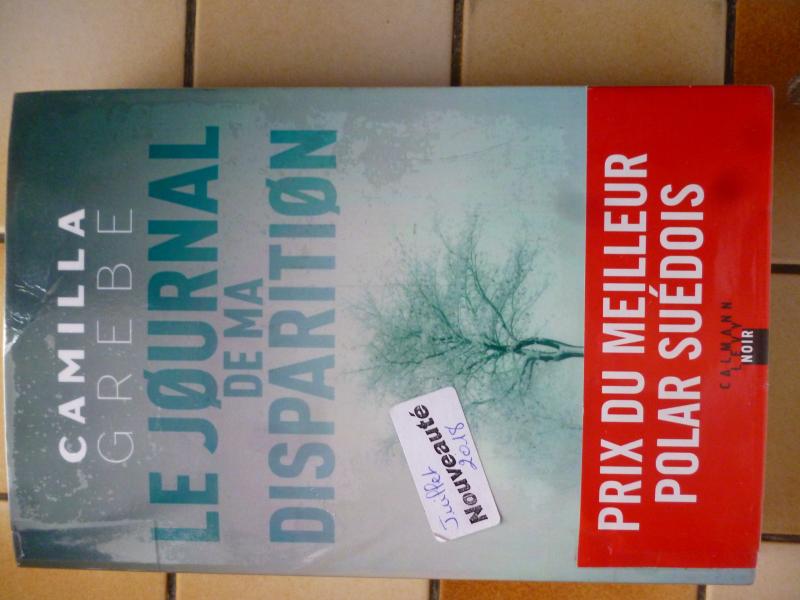 CAMILLA
GREBE
LE JØURNAL
DE MA
DISPARITIØN
Juillet
Nouveauté
2018
PRIX DU MEILLEUR
POLAR SUÉDOIS
CALMANN
LEVY
NOIR